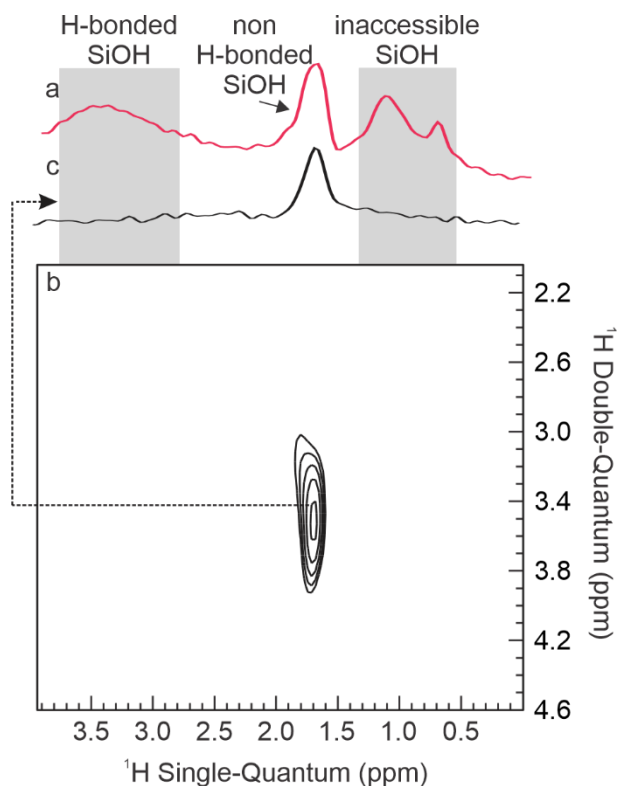 H-bonded
SiOH
non
H-bonded
SiOH
inaccessible
SiOH
a
c
b
2.2
2.6
3.0
3.4
3.8
4.2
4.6
¹H Double-Quantum (ppm)
3.5 3.0 2.5 2.0 1.5 1.0 0.5
¹H Single-Quantum (ppm)